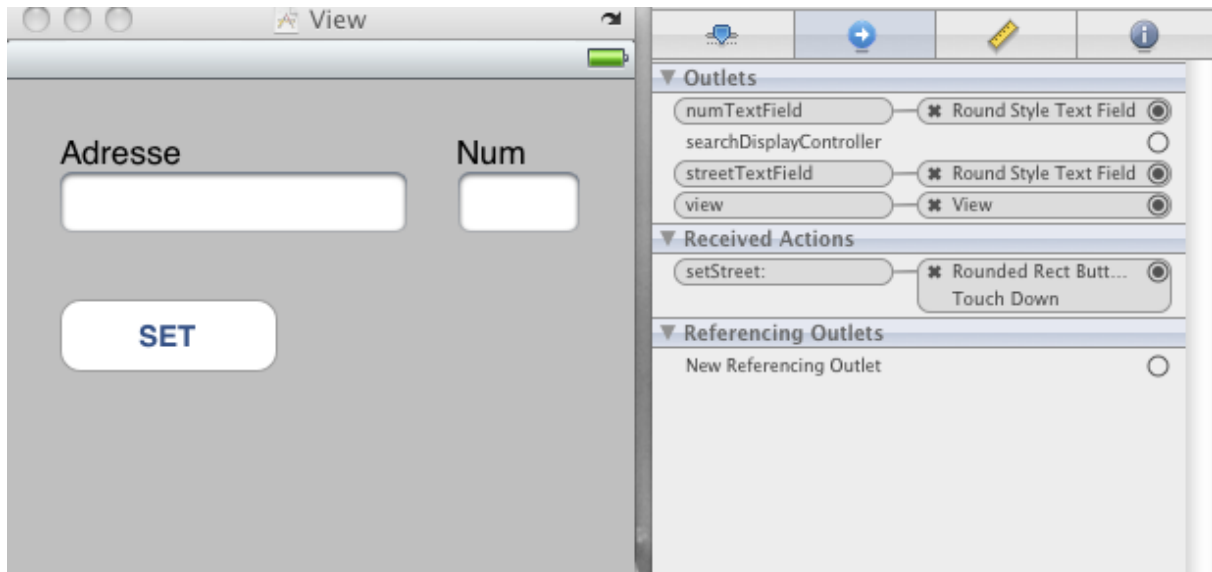 View
Adresse
Num
SET
Outlets
numTextField
Round Style Text Field
searchDisplayController
streetTextField
Round Style Text Field
view
View
Received Actions
setStreet:
Rounded Rect Butt...
Touch Down
Referencing Outlets
New Referencing Outlet